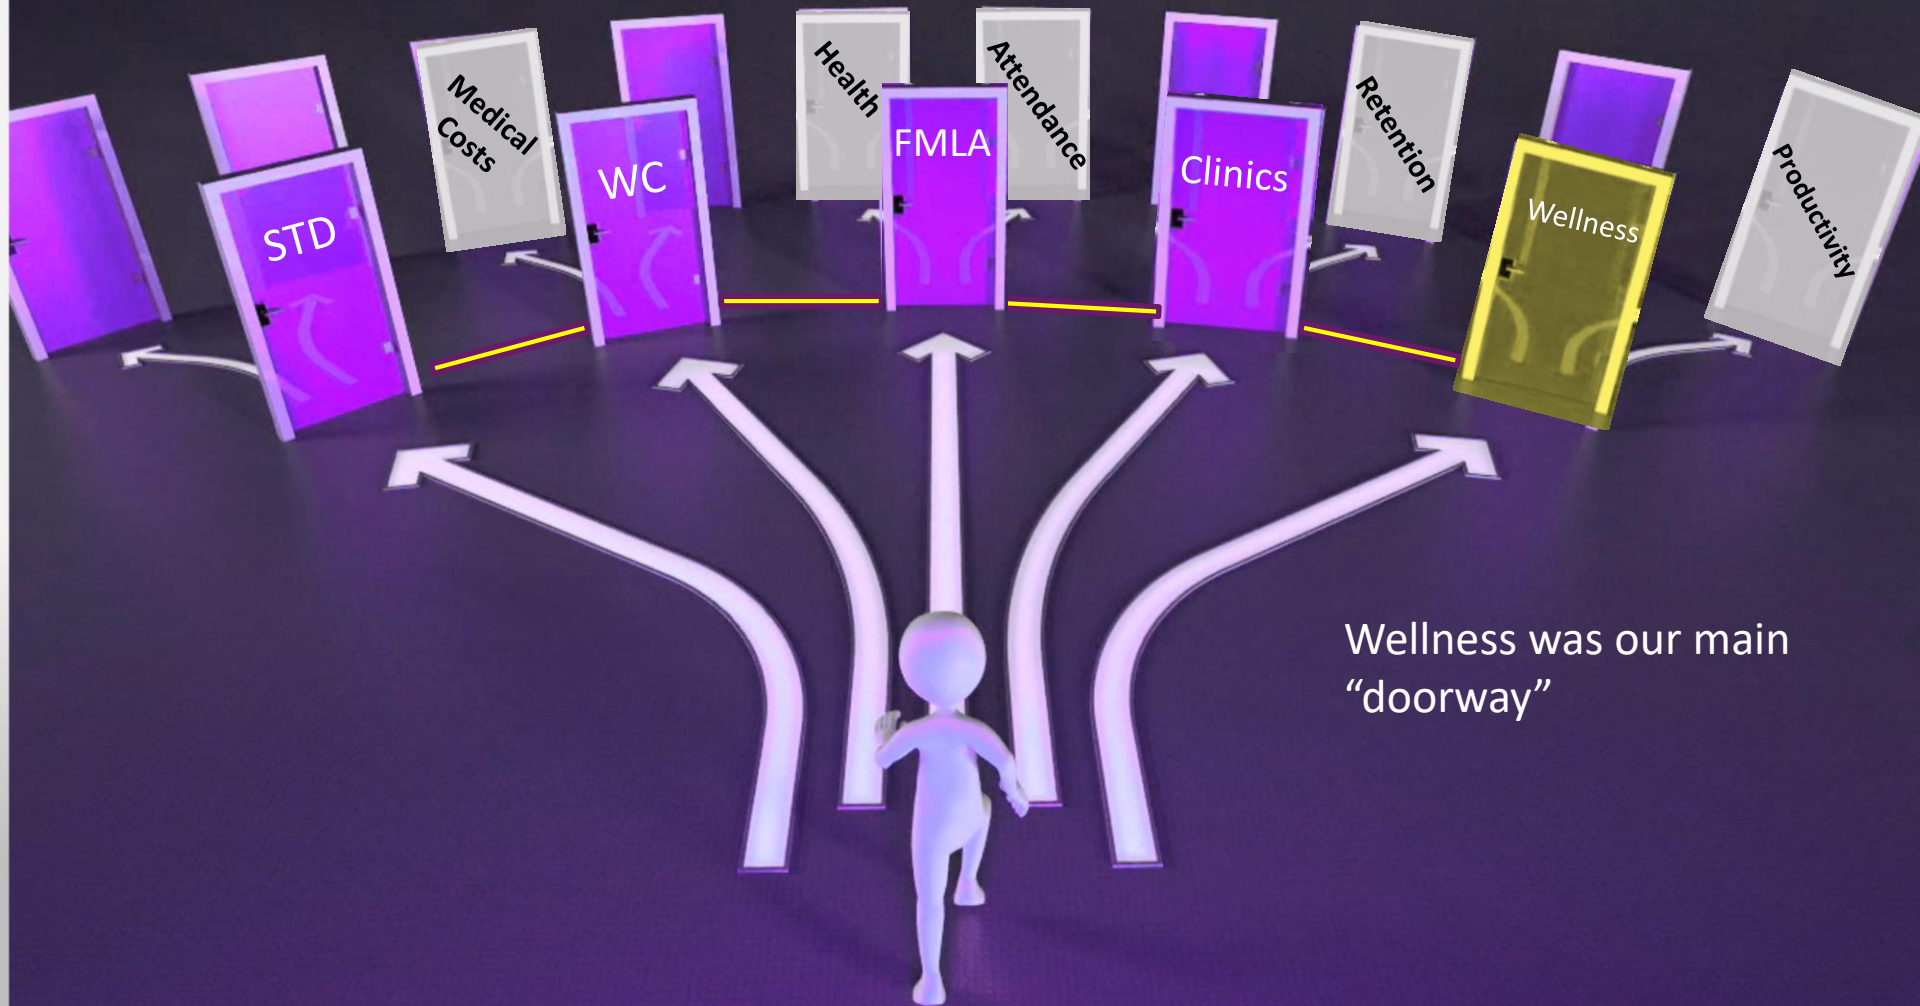 Medical
Costs
Health
Attendance
Retention
Productivity
STD
WC
FMLA
Clinics
Wellness
Wellness was our main
“doorway”